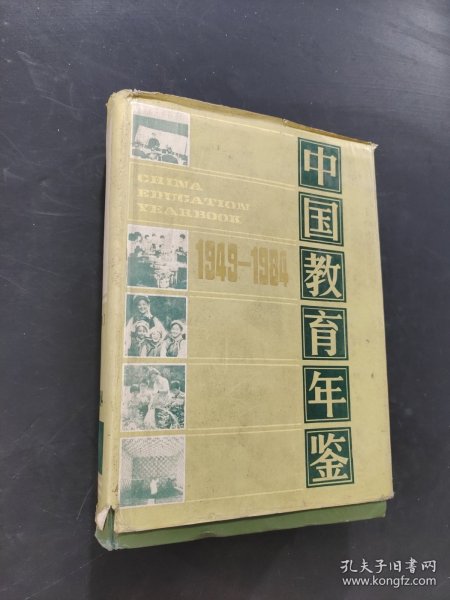 CHINA
EDUCATION
YEARBOOK
1949-1984
中国教育年鉴
孔夫子旧书网
www.kongfz.com